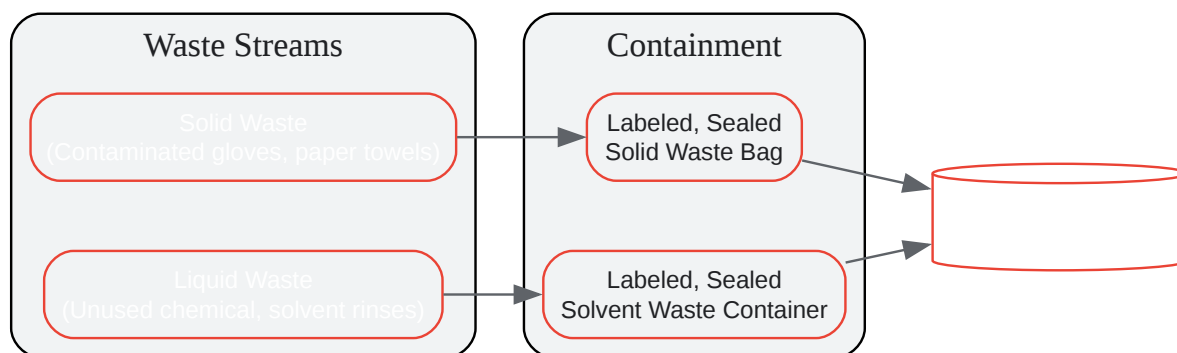 Waste Streams
Solid Waste
(Contaminated gloves, paper towels)
Liquid Waste
(Unused chemical, solvent rinses)
Containment
Labeled, Sealed
Solid Waste Bag
Labeled, Sealed
Solvent Waste Container